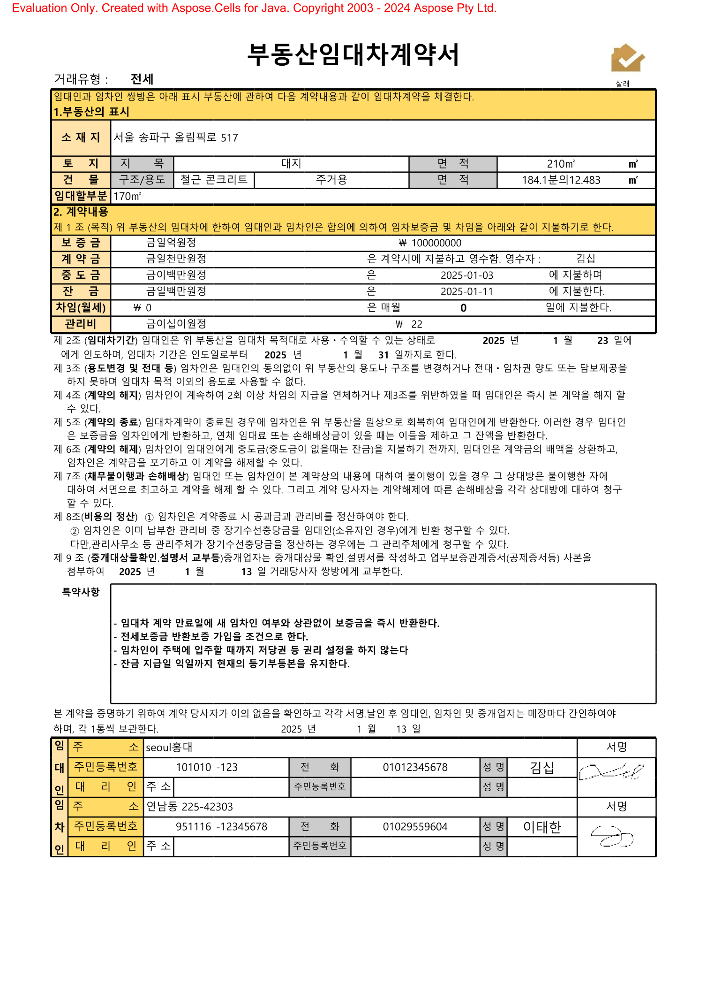 Evaluation Only. Created with Aspose.Cells for Java. Copyright 2003 - 2024 Aspose Pty Ltd.
부동산임대차계약서
거래유형 : 전세
살래
임대인과 임차인 쌍방은 아래 표시 부동산에 관하여 다음 계약내용과 같이 임대차계약을 체결한다.
1.부동산의 표시
소 재 지 서울 송파구 올림픽로 517
토 지 지 목 대지 면 적 210㎡ ㎡
건 물 구조/용도 철근 콘크리트 주거용 면 적 184.1분의12.483 ㎡
임대할부분 170㎡
2. 계약내용
제 1 조 (목적) 위 부동산의 임대차에 한하여 임대인과 임차인은 합의에 의하여 임차보증금 및 차임을 아래와 같이 지불하기로 한다.
보 증 금 금일억원정 ₩ 100000000
계 약 금 금일천만원정 은 계약시에 지불하고 영수함. 영수자 : 김십
중 도 금 금이백만원정 은 2025-01-03 에 지불하며
잔 금 금일백만원정 은 2025-01-11 에 지불한다.
차임(월세) ₩ 0 은 매월 0 일에 지불한다.
관리비 금이십이원정 ₩ 22
제 2조 (임대차기간) 임대인은 위 부동산을 임대차 목적대로 사용・수익할 수 있는 상태로 2025 년 1 월 23 일에
에게 인도하며, 임대차 기간은 인도일로부터 2025 년 1 월 31 일까지로 한다.
제 3조 (용도변경 및 전대 등) 임차인은 임대인의 동의없이 위 부동산의 용도나 구조를 변경하거나 전대・임차권 양도 또는 담보제공을
하지 못하며 임대차 목적 이외의 용도로 사용할 수 없다.
제 4조 (계약의 해지) 임차인이 계속하여 2회 이상 차임의 지급을 연체하거나 제3조를 위반하였을 때 임대인은 즉시 본 계약을 해지 할
수 있다.
제 5조 (계약의 종료) 임대차계약이 종료된 경우에 임차인은 위 부동산을 원상으로 회복하여 임대인에게 반환한다. 이러한 경우 임대인
은 보증금을 임차인에게 반환하고, 연체 임대료 또는 손해배상금이 있을 때는 이들을 제하고 그 잔액을 반환한다.
제 6조 (계약의 해제) 임차인이 임대인에게 중도금(중도금이 없을때는 잔금)을 지불하기 전까지, 임대인은 계약금의 배액을 상환하고,
임차인은 계약금을 포기하고 이 계약을 해제할 수 있다.
제 7조 (채무불이행과 손해배상) 임대인 또는 임차인이 본 계약상의 내용에 대하여 불이행이 있을 경우 그 상대방은 불이행한 자에
대하여 서면으로 최고하고 계약을 해제 할 수 있다. 그리고 계약 당사자는 계약해제에 따른 손해배상을 각각 상대방에 대하여 청구
할 수 있다.
제 8조(비용의 정산) ① 임차인은 계약종료 시 공과금과 관리비를 정산하여야 한다.
② 임차인은 이미 납부한 관리비 중 장기수선충당금을 임대인(소유자인 경우)에게 반환 청구할 수 있다.
다만,관리사무소 등 관리주체가 장기수선충당금을 정산하는 경우에는 그 관리주체에게 청구할 수 있다.
제 9 조 (중개대상물확인.설명서 교부등)중개업자는 중개대상물 확인.설명서를 작성하고 업무보증관계증서(공제증서등) 사본을
첨부하여 2025 년 1 월 13 일 거래당사자 쌍방에게 교부한다.
특약사항
- 임대차 계약 만료일에 새 임차인 여부와 상관없이 보증금을 즉시 반환한다.
- 전세보증금 반환보증 가입을 조건으로 한다.
- 임차인이 주택에 입주할 때까지 저당권 등 권리 설정을 하지 않는다
- 잔금 지급일 익일까지 현재의 등기부등본을 유지한다.
본 계약을 증명하기 위하여 계약 당사자가 이의 없음을 확인하고 각각 서명.날인 후 임대인, 임차인 및 중개업자는 매장마다 간인하여야
하며, 각 1통씩 보관한다. 2025 년 1 월 13 일
임 주 소 seoul홍대 서명
대 주민등록번호 101010 -123 전 화 01012345678 성 명 김십
인 대 리 인 주 소 주민등록번호 성 명
임 주 소 연남동 225-42303 서명
차 주민등록번호 951116 -12345678 전 화 01029559604 성 명 이태한
인 대 리 인 주 소 주민등록번호 성 명